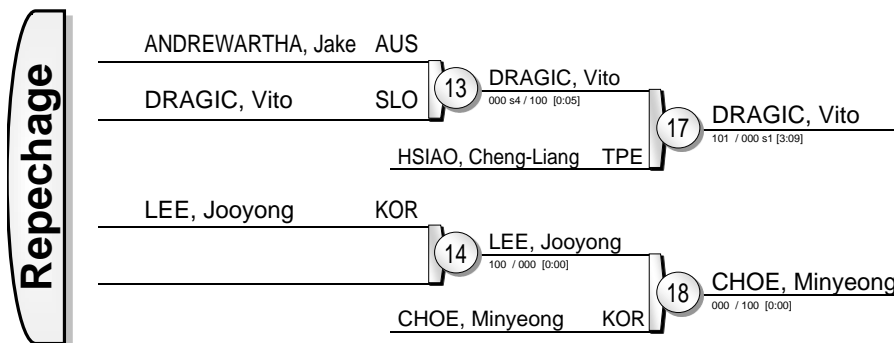 Repechage
ANDREWARTHA, Jake AUS
DRAGIC, Vito SLO
13
DRAGIC, Vito
000 s4 / 100 [0:05]
HSIAO, Cheng-Liang TPE
17
DRAGIC, Vito
101 / 000 s1 [3:09]
LEE, Jooyong KOR
14
LEE, Jooyong
100 / 000 [0:00]
CHOE, Minyeong KOR
18
CHOE, Minyeong
000 / 100 [0:00]